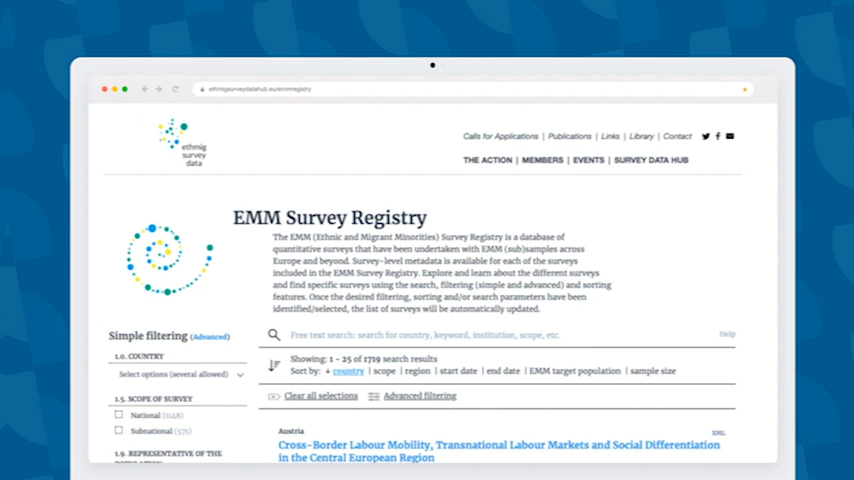 ethmigsurveydatahub.eu/emmregistry
ethmig
survey
data
Calls for Applications | Publications | Links | Library | Contact
THE ACTION | MEMBERS | EVENTS | SURVEY DATA HUB
EMM Survey Registry
The EMM (Ethnic and Migrant Minorities) Survey Registry is a database of
quantitative surveys that have been undertaken with EMM (sub)samples across
Europe and beyond. Survey-level metadata is available for each of the surveys
included in the EMM Survey Registry. Explore and learn about the different surveys
and find specific surveys using the search, filtering (simple and advanced) and sorting
features. Once the desired filtering, sorting and/or search parameters have been
identified/selected, the list of surveys will be automatically updated.
Simple filtering (Advanced)
1.0. COUNTRY
Select options (several allowed)
1.5. SCOPE OF SURVEY
National (1148)
Subnational (571)
1.9. REPRESENTATIVE OF THE
Free text search: search for country, keyword, institution, scope, etc.
Help
Showing: 1 - 25 of 1719 search results
Sort by: country | scope | region | start date | end date | EMM target population | sample size
Clear all selections
Advanced filtering
Austria
XML
Cross-Border Labour Mobility, Transnational Labour Markets and Social Differentiation
in the Central European Region